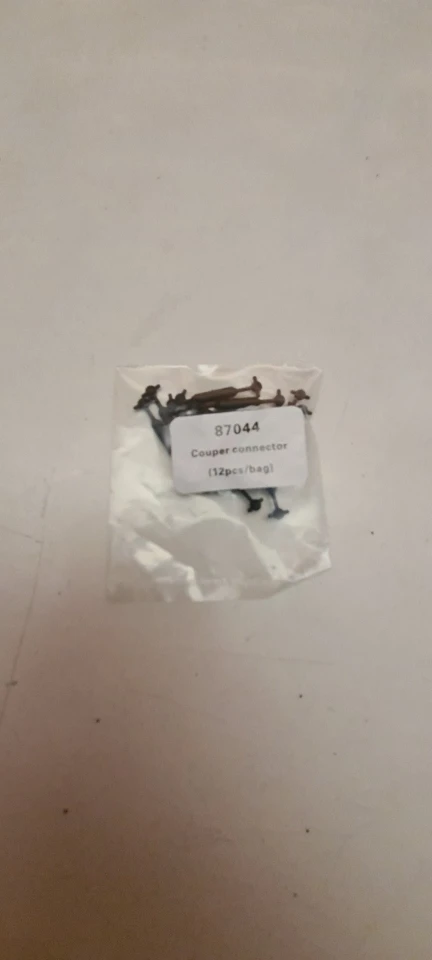 87044
Couper connector
(12pcs/bag)